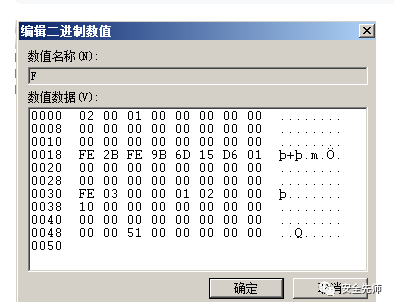 编辑二进制数值
数值名称(N):
F
数值数据(V):
0000 02 00 01 00 00 00 00 00 ........
0008 00 00 00 00 00 00 00 00 ........
0010 00 00 00 00 00 00 00 00 ........
0018 FE 2B FE 9B 6D 15 D6 01 þ+þ.m.Ö.
0020 00 00 00 00 00 00 00 00 ........
0028 00 00 00 00 00 00 00 00 ........
0030 FE 03 00 00 01 02 00 00 þ.......
0038 10 00 00 00 00 00 00 00 ........
0040 00 00 00 00 00 00 00 00 ........
0048 00 00 51 00 00 00 00 00 ..Q.....
0050
确定 取消
安全先师